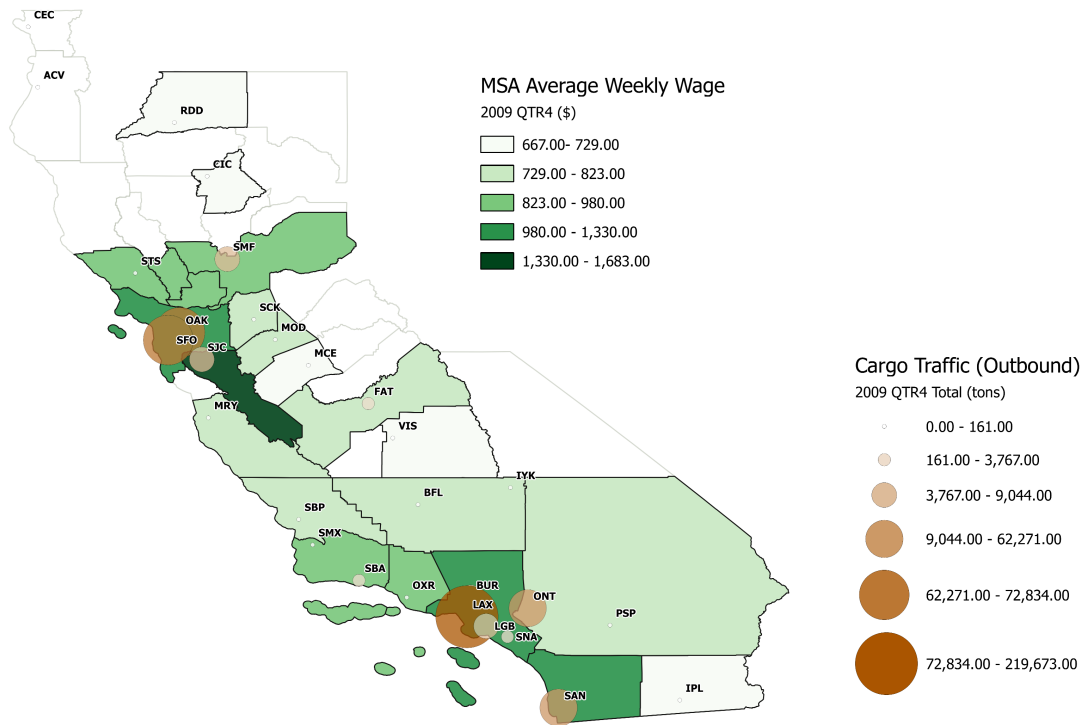 CEC
ACV
RDD
CIC
SMF
STS
OAK
SFO
SJC
SCK
MOD
MCE
FAT
MRY
VIS
IYK
BFL
SBP
SMX
SBA
OXR
BUR
LAX
LGB
SNA
ONT
PSP
SAN
IPL
MSA Average Weekly Wage
2009 QTR4 ($)
667.00- 729.00
729.00 - 823.00
823.00 - 980.00
980.00 - 1,330.00
1,330.00 - 1,683.00
Cargo Traffic (Outbound)
2009 QTR4 Total (tons)
0.00 - 161.00
161.00 - 3,767.00
3,767.00 - 9,044.00
9,044.00 - 62,271.00
62,271.00 - 72,834.00
72,834.00 - 219,673.00